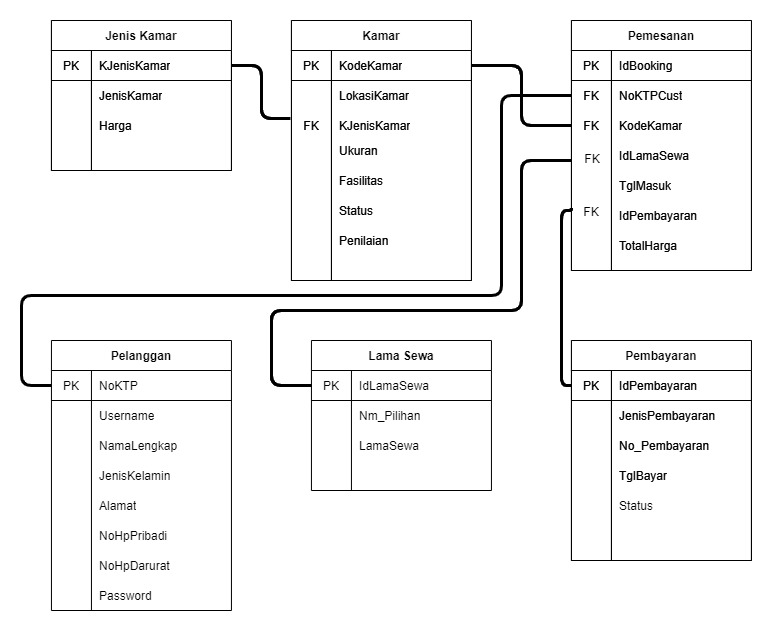 Jenis Kamar
PK KJenisKamar
JenisKamar
Harga
Kamar
PK KodeKamar
LokasiKamar
FK KJenisKamar
Ukuran
Fasilitas
Status
Penilaian
Pemesanan
PK IdBooking
FK NoKTPCust
FK KodeKamar
FK IdLamaSewa
TglMasuk
FK IdPembayaran
TotalHarga
Pelanggan
PK NoKTP
Username
NamaLengkap
JenisKelamin
Alamat
NoHpPribadi
NoHpDarurat
Password
Lama Sewa
PK IdLamaSewa
Nm_Pilihan
LamaSewa
Pembayaran
PK IdPembayaran
JenisPembayaran
No_Pembayaran
TglBayar
Status